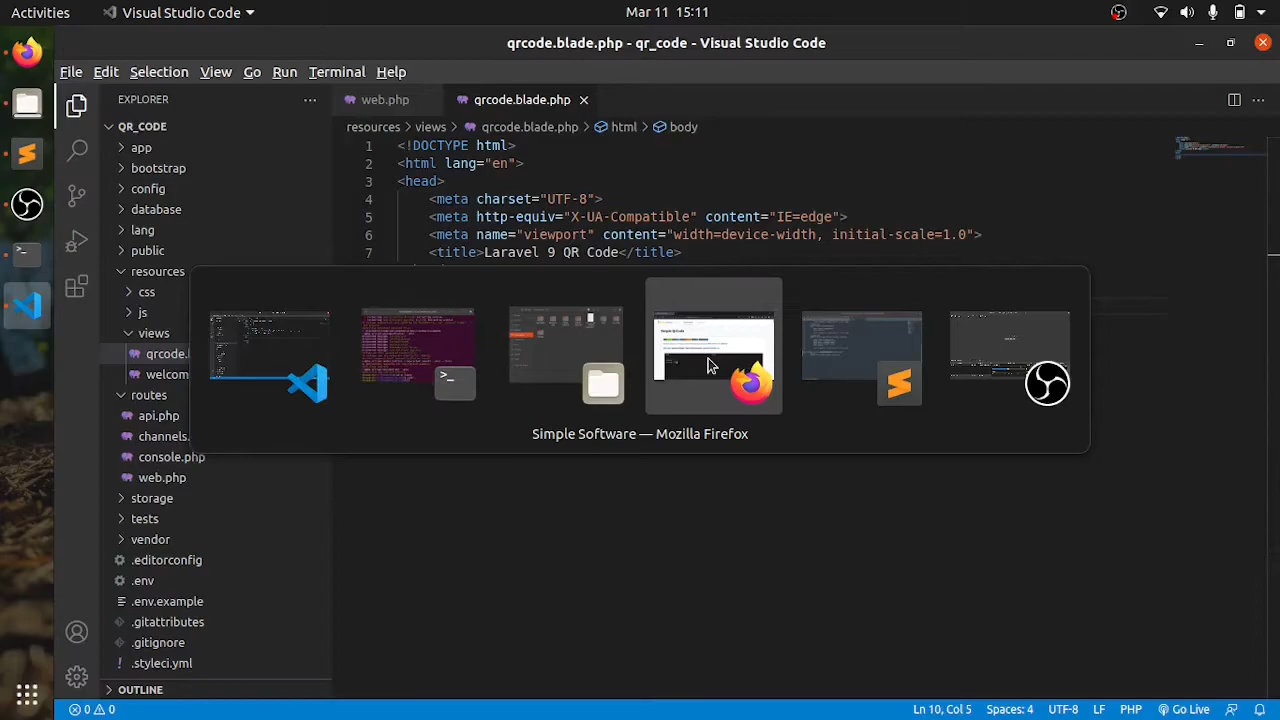 Activities
Visual Studio Code
Mar 11 15:11
qrcode.blade.php - qr_code - Visual Studio Code
File Edit Selection View Go Run Terminal Help
EXPLORER
QR_CODE
app
bootstrap
config
database
lang
public
resources
css
js
views
qrcode.
welcom
routes
api.php
channels.
console.php
web.php
storage
tests
vendor
.editorconfig
.env
.env.example
.gitattributes
.gitignore
.styleci.yml
OUTLINE
web.php
qrcode.blade.php
resources views qrcode.blade.php html body
1 <!DOCTYPE html>
2 <html lang="en">
3 <head>
4 <meta charset="UTF-8">
5 <meta http-equiv="X-UA-Compatible" content="IE=edge">
6 <meta name="viewport" content="width=device-width, initial-scale=1.0">
7 <title>Laravel 9 QR Code</title>
Simple Software — Mozilla Firefox
0 0
Ln 10, Col 5 Spaces: 4 UTF-8 LF PHP Go Live